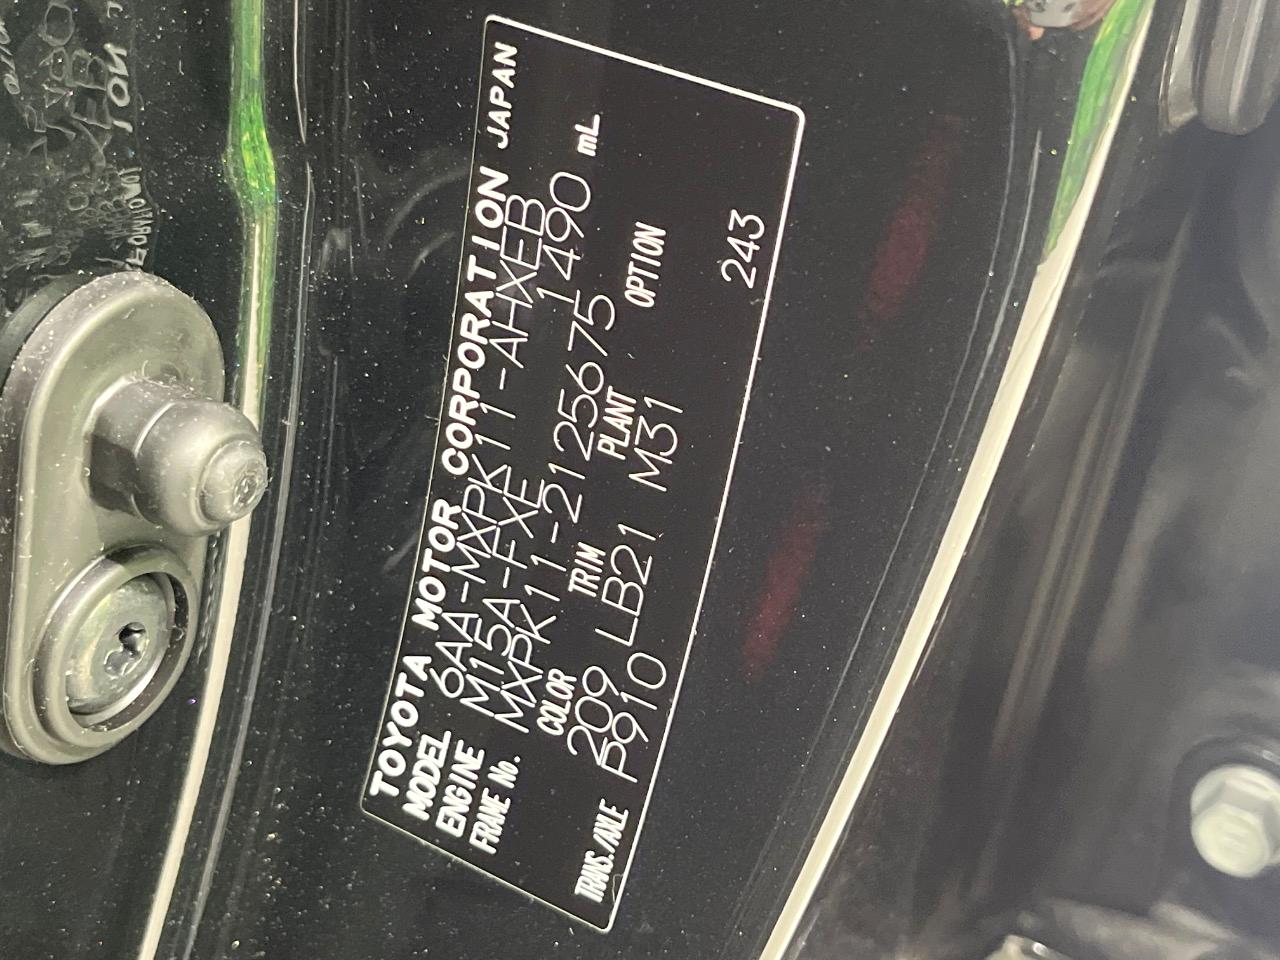 TOYOTA MOTOR CORPORATION JAPAN
MODEL 6AA-MXPK11-AHXEB
ENGINE M15A-FXE 1490 mL
FRAME No. MXPK11-2125675
COLOR TRIM PLANT OPTION
209 LB21 M31
TRANS./AXLE P910 243